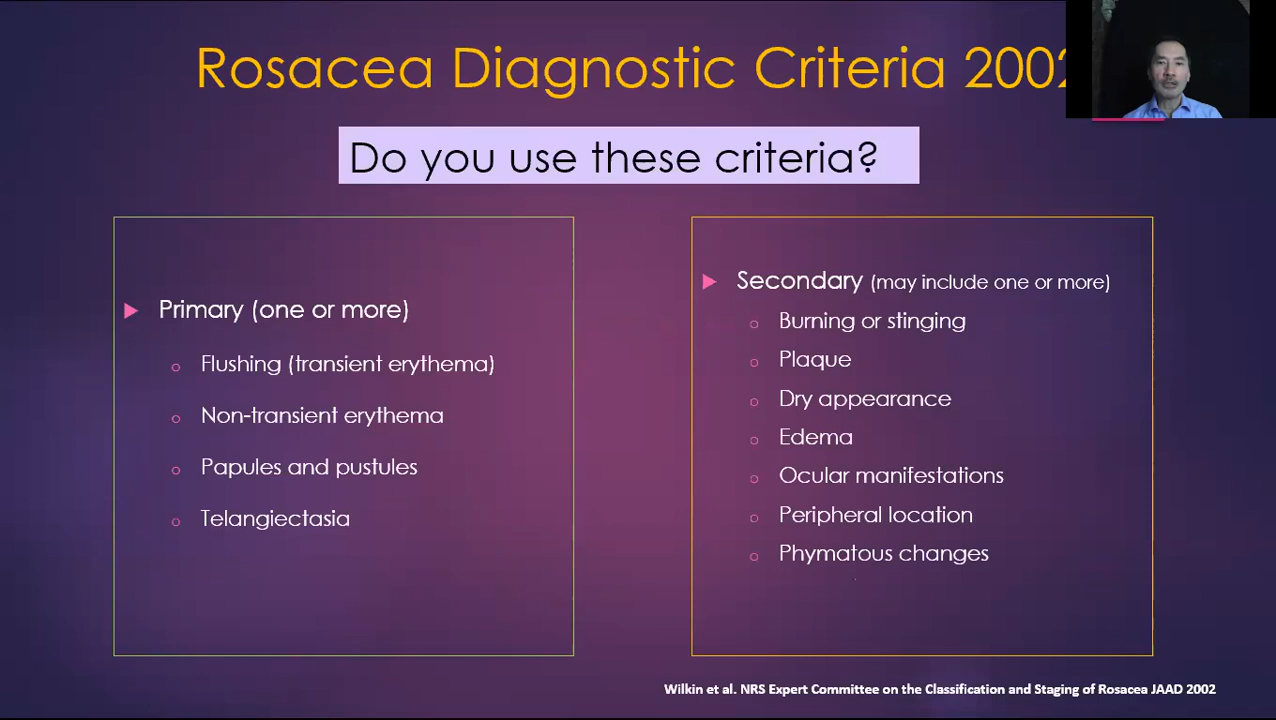 Rosacea Diagnostic Criteria 2002
Do you use these criteria?
Primary (one or more)
Flushing (transient erythema)
Non-transient erythema
Papules and pustules
Telangiectasia
Secondary (may include one or more)
Burning or stinging
Plaque
Dry appearance
Edema
Ocular manifestations
Peripheral location
Phymatous changes
Wilkin et al. NRS Expert Committee on the Classification and Staging of Rosacea JAAD 2002